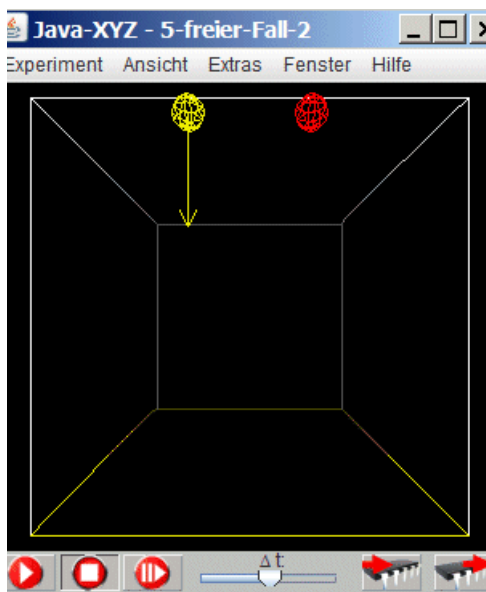 Java-XYZ - 5-freier-Fall-2
Experiment Ansicht Extras Fenster Hilfe
Δt